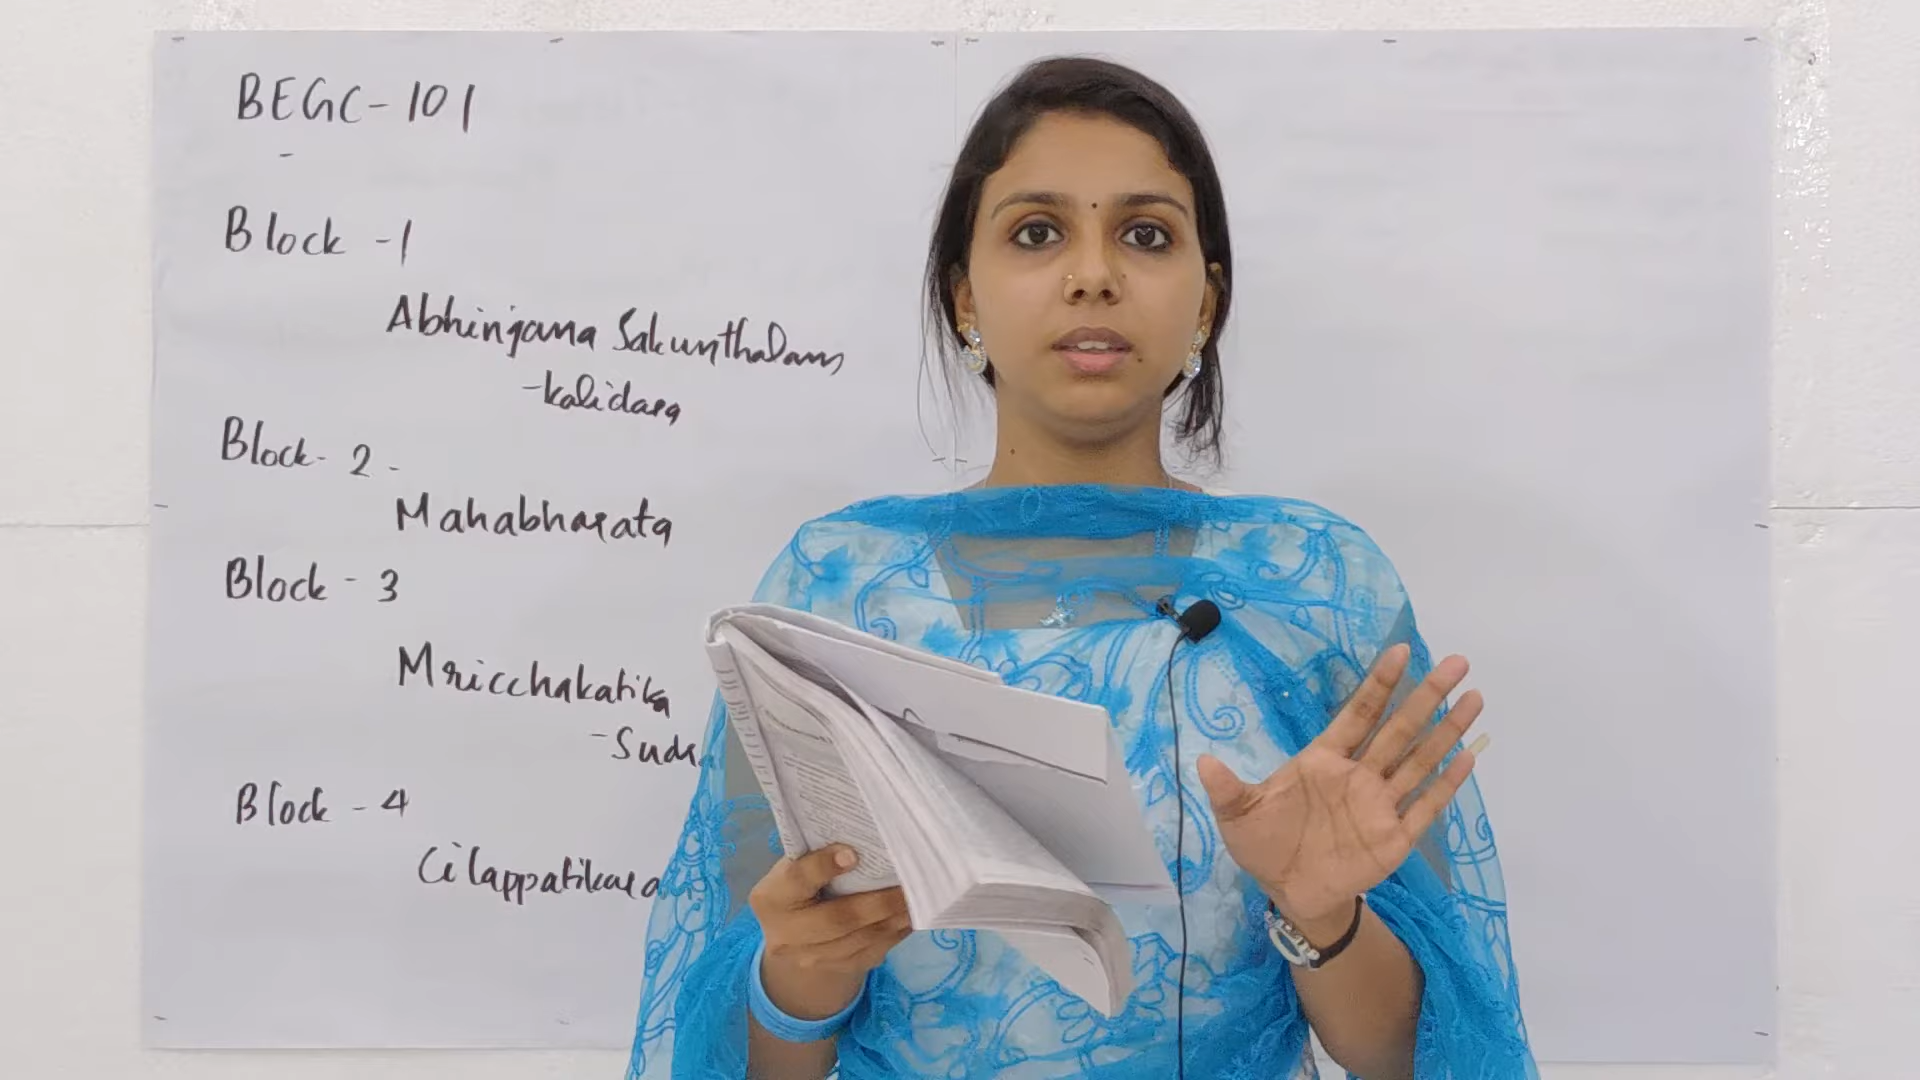 BEGC-101
Block -1
Abhinjana Sakunthalam
-Kalidasa
Block- 2 -
Mahabharata
Block - 3
Mricchakatika
Block - 4